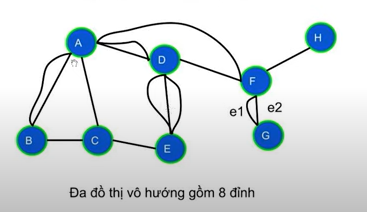 H
A
D
F
e1 e2
G
B
C
E
Đa đồ thị vô hướng gồm 8 đỉnh